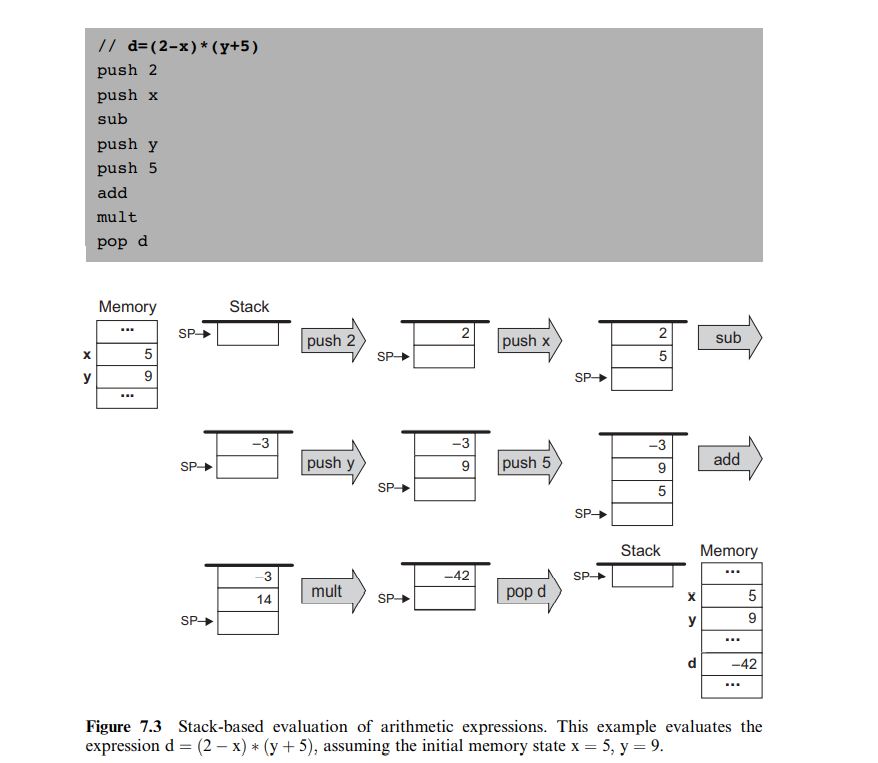 // d=(2-x)*(y+5)
push 2
push x
sub
push y
push 5
add
mult
pop d
Memory
Stack
...
x 5
y 9
...
SP
push 2
2
SP
push x
2
5
SP
sub
–3
SP
push y
–3
9
SP
push 5
–3
9
5
SP
add
–3
14
SP
mult
–42
SP
pop d
Stack
SP
Memory
...
x 5
y 9
...
d –42
...
Figure 7.3 Stack-based evaluation of arithmetic expressions. This example evaluates the
expression d = (2 − x) ∗ (y + 5), assuming the initial memory state x = 5, y = 9.